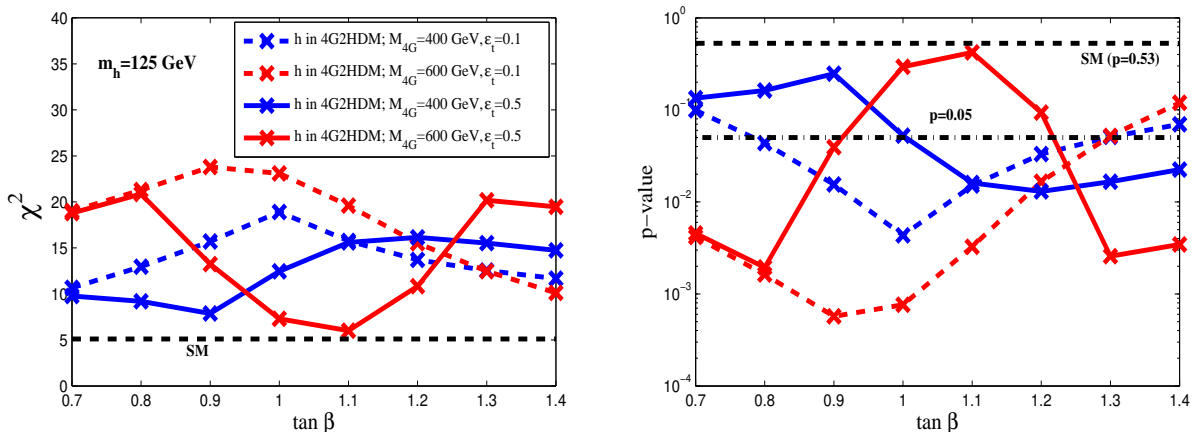 40
35
30
25
20
15
10
5
0
χ²
m_h=125 GeV
h in 4G2HDM; M_4G=400 GeV, ε_t=0.1
h in 4G2HDM; M_4G=600 GeV, ε_t=0.1
h in 4G2HDM; M_4G=400 GeV, ε_t=0.5
h in 4G2HDM; M_4G=600 GeV, ε_t=0.5
SM
0.7 0.8 0.9 1 1.1 1.2 1.3 1.4
tan β
10⁰
10⁻¹
10⁻²
10⁻³
10⁻⁴
p−value
SM (p=0.53)
p=0.05
0.7 0.8 0.9 1 1.1 1.2 1.3 1.4
tan β